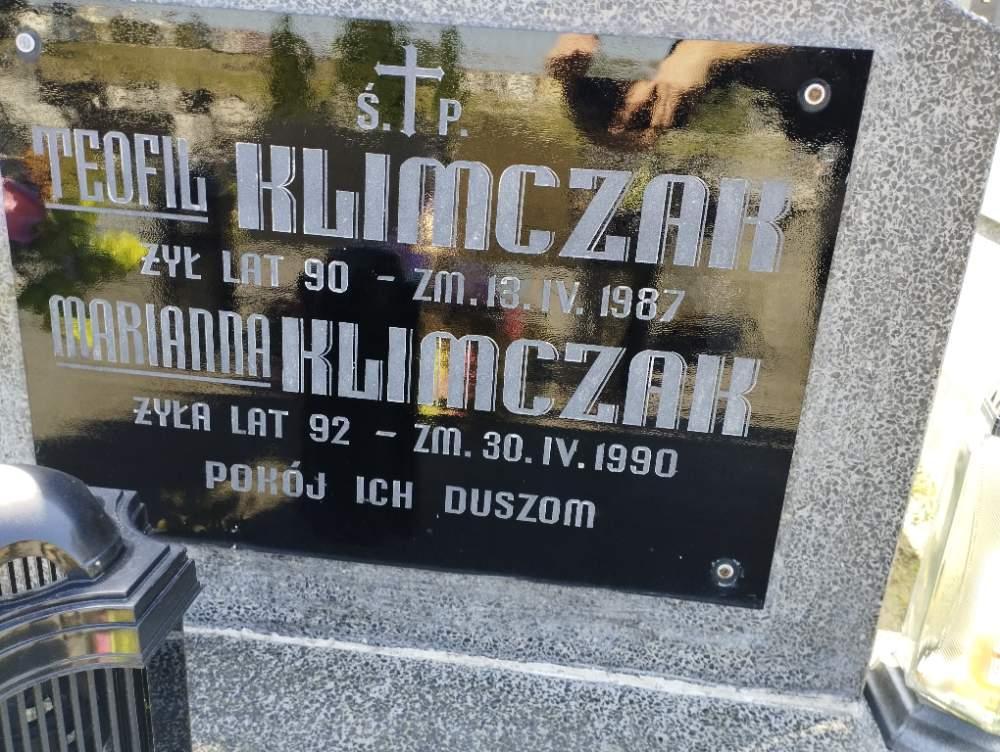 Ś. P.
TEOFIL KLIMCZAK
ŻYŁ LAT 90 – ZM. 13. IV. 1987
MARIANNA KLIMCZAK
ŻYŁA LAT 92 – ZM. 30. IV. 1990
POKÓJ ICH DUSZOM